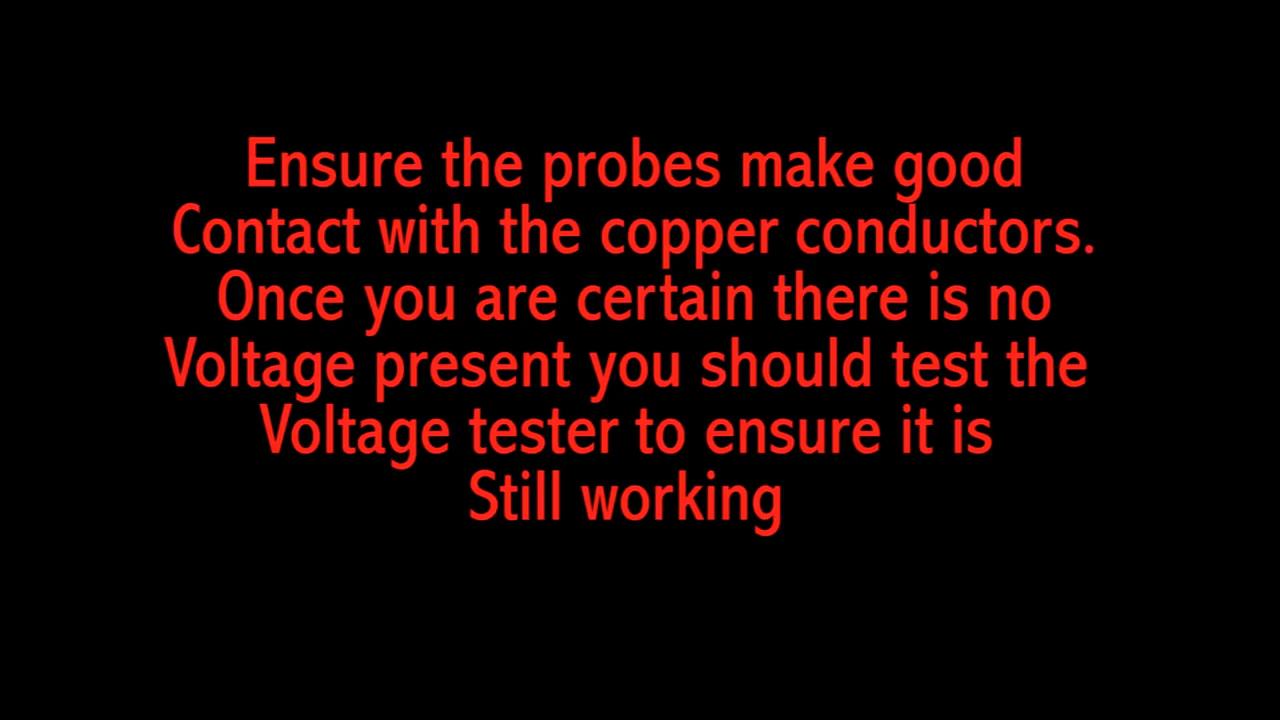 Ensure the probes make good
Contact with the copper conductors.
Once you are certain there is no
Voltage present you should test the
Voltage tester to ensure it is
Still working